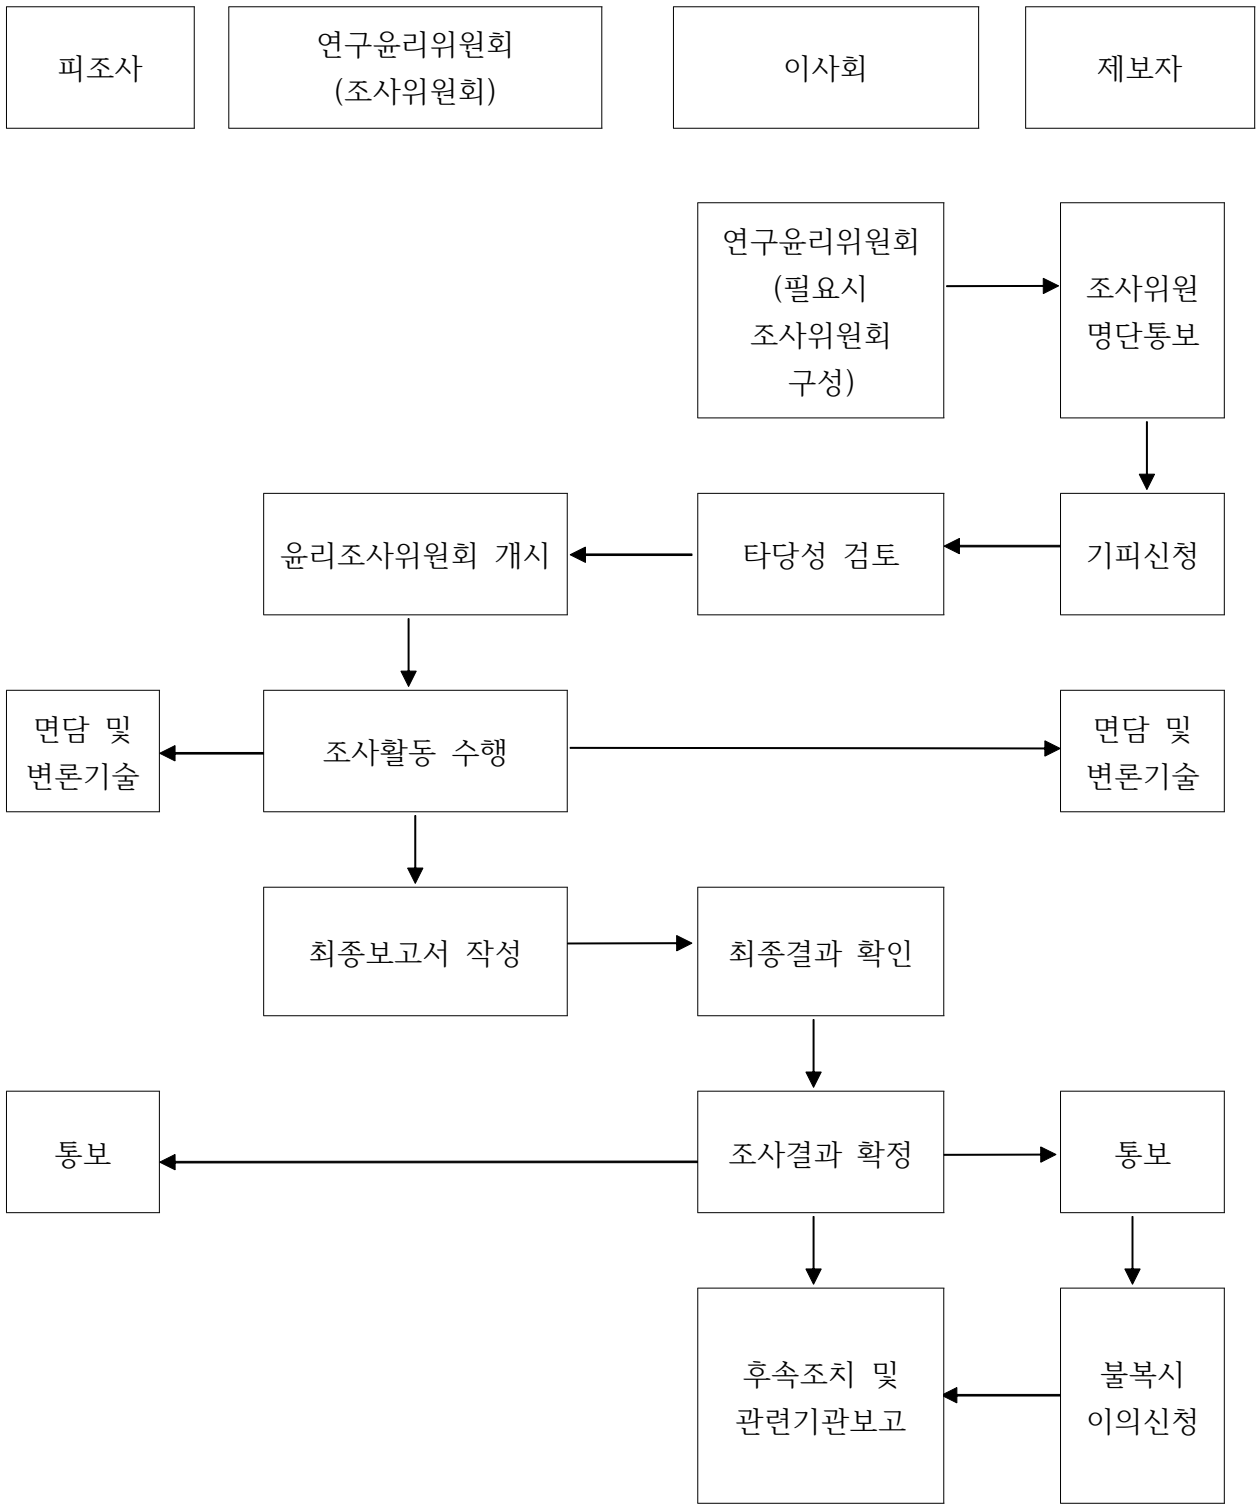 피조사
연구윤리위원회
(조사위원회)
이사회
제보자
연구윤리위원회
(필요시
조사위원회
구성)
조사위원
명단통보
윤리조사위원회 개시
타당성 검토
기피신청
면담 및
변론기술
조사활동 수행
면담 및
변론기술
최종보고서 작성
최종결과 확인
통보
조사결과 확정
통보
후속조치 및
관련기관보고
불복시
이의신청